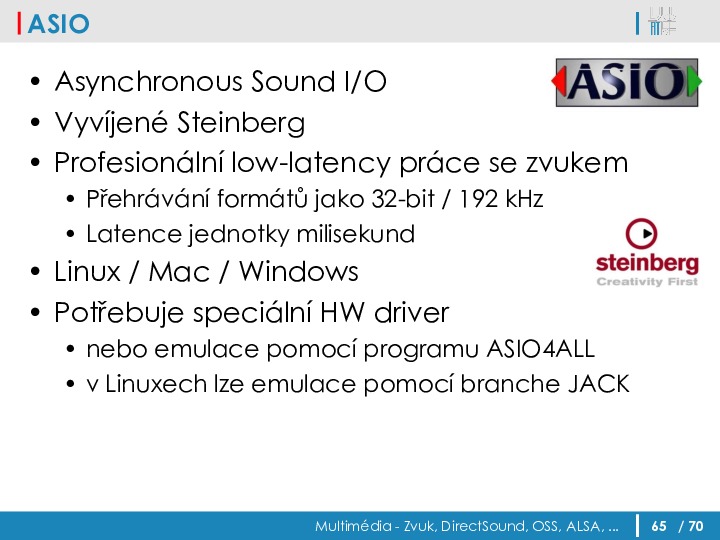 ASIO
• Asynchronous Sound I/O
ASIO
• Vyvíjené Steinberg
• Profesionální low-latency práce se zvukem
• Přehrávání formátů jako 32-bit / 192 kHz
• Latence jednotky milisekund
steinberg
Creativity First
• Linux / Mac / Windows
• Potřebuje speciální HW driver
• nebo emulace pomocí programu ASIO4ALL
• v Linuxech lze emulace pomocí branche JACK
Multimédia - Zvuk, DirectSound, OSS, ALSA, ... 65 / 70